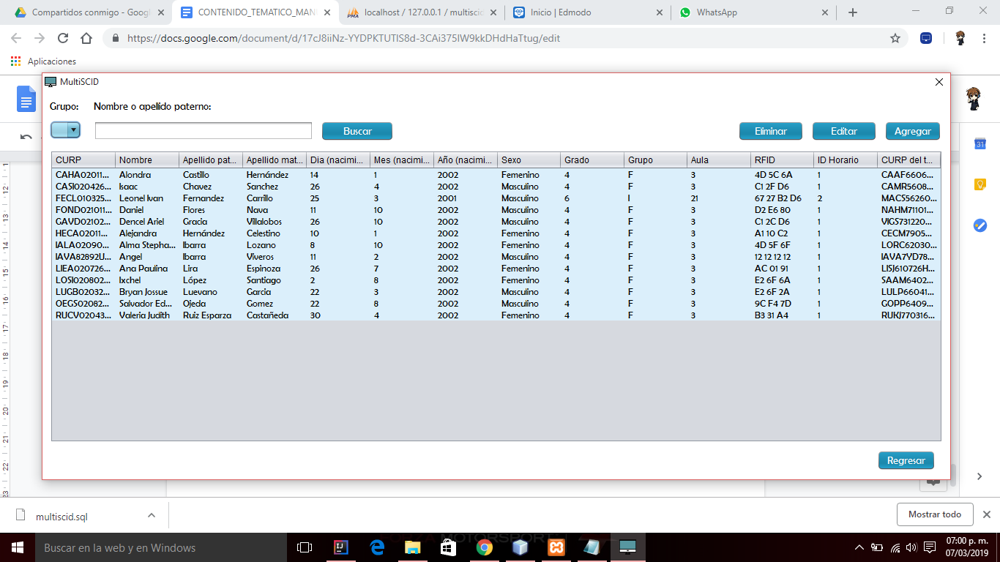 Compartidos conmigo - Googl
CONTENIDO_TEMATICO_MANU
localhost / 127.0.0.1 / multiscid
Inicio | Edmodo
WhatsApp
https://docs.google.com/document/d/17cJ8iiNz-YYDPKTUTIS8d-3CAi375IW9kkDHdHaTtug/edit
Aplicaciones
MultiSCID
Grupo: Nombre o apellido paterno:
Buscar Eliminar Editar Agregar
CURP Nombre Apellido pat... Apellido mat... Dia (nacimi... Mes (nacimi... Año (nacimi... Sexo Grado Grupo Aula RFID ID Horario CURP del t...
CAHA02011... Alondra Castillo Hernández 14 1 2002 Femenino 4 F 3 4D 5C 6A 1 CAAF6606...
CASI020426... Isaac Chavez Sanchez 26 4 2002 Masculino 4 F 3 C1 2F D6 1 CAMR5608...
FECL010325... Leonel Ivan Fernandez Carrillo 25 3 2001 Masculino 6 I 21 67 27 B2 D6 2 MACS56260...
FOND021011... Daniel Flores Nava 11 10 2002 Masculino 4 F 3 D2 E6 80 1 NAHM71101...
GAVD02102... Dencel Ariel Gracia Villalobos 26 10 2002 Masculino 4 F 3 C1 2C D6 1 VIGS731220...
HECA02011... Alejandra Hernández Celestino 10 1 2002 Femenino 4 F 3 A1 10 C2 1 CECM7905...
IALA02090... Alma Stepha... Ibarra Lozano 8 10 2002 Femenino 4 F 3 4D 5F 6F 1 LORC62030...
IAVA82892U... Angel Ibarra Viveros 11 2 2002 Masculino 4 F 3 12 12 12 12 1 IAVA7YD78...
LIEA020726... Ana Paulina Lira Espinoza 26 7 2002 Femenino 4 F 3 AC 01 91 1 LISJ610726H...
LOSI020802... Ixchel López Santiago 2 8 2002 Femenino 4 F 3 E2 6F 6A 1 SAAM6402...
LUGB02032... Bryan Jossue Luevano Garcia 22 3 2002 Masculino 4 F 3 E2 6F 2A 1 LULP66041...
OEGS02082... Salvador Ed... Ojeda Gomez 22 8 2002 Masculino 4 F 3 9C F4 7D 1 GOPP6409...
RUCV02043... Valeria Judith Ruiz Esparza Castañeda 30 4 2002 Femenino 4 F 3 B3 31 A4 1 RUKJ770316...
Regresar
multiscid.sql
Mostrar todo
Buscar en la web y en Windows
07:00 p. m.
07/03/2019